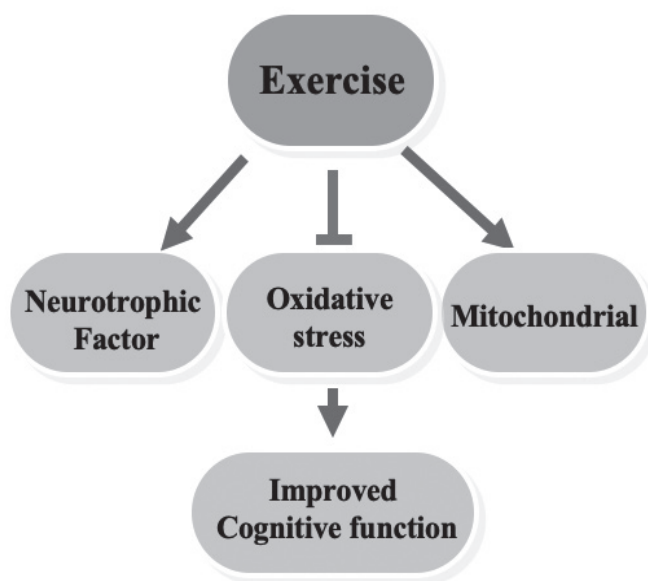 Exercise
Neurotrophic
Factor
Oxidative
stress
Mitochondrial
Improved
Cognitive function